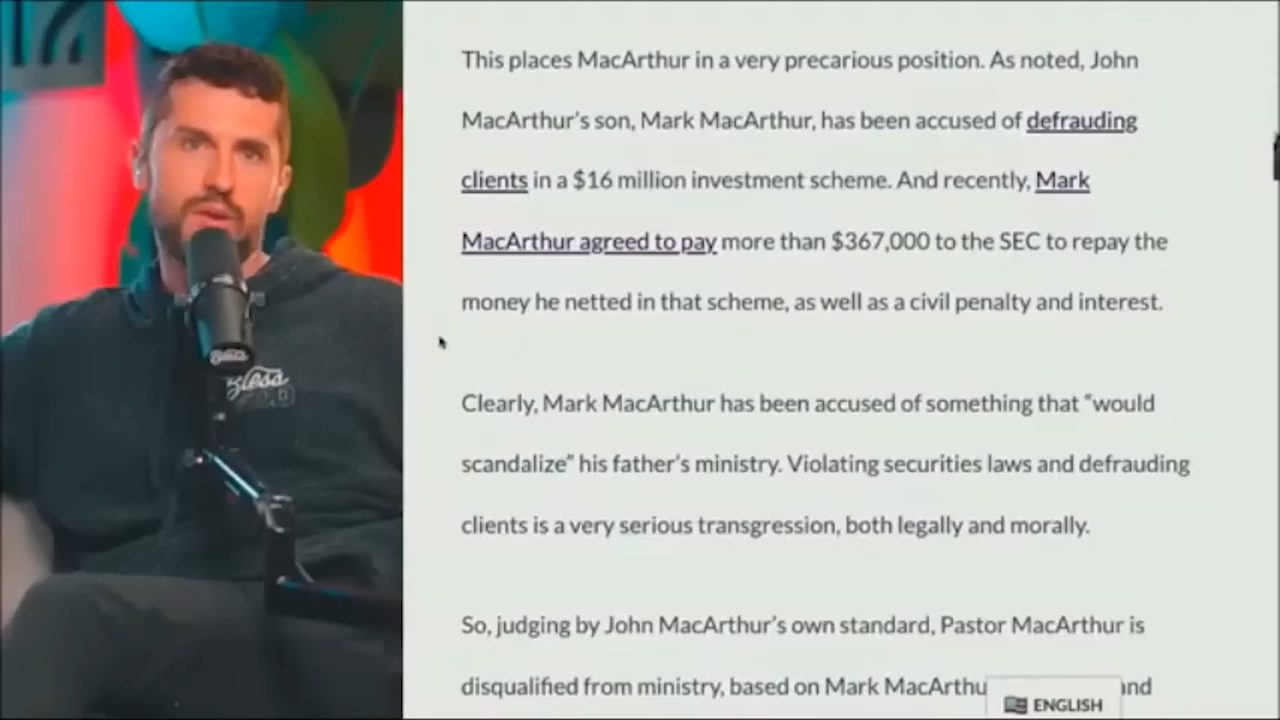 This places MacArthur in a very precarious position. As noted, John
MacArthur’s son, Mark MacArthur, has been accused of defrauding
clients in a $16 million investment scheme. And recently, Mark
MacArthur agreed to pay more than $367,000 to the SEC to repay the
money he netted in that scheme, as well as a civil penalty and interest.
Clearly, Mark MacArthur has been accused of something that “would
scandalize” his father’s ministry. Violating securities laws and defrauding
clients is a very serious transgression, both legally and morally.
So, judging by John MacArthur’s own standard, Pastor MacArthur is
disqualified from ministry, based on Mark MacArthu
ENGLISH
Bless